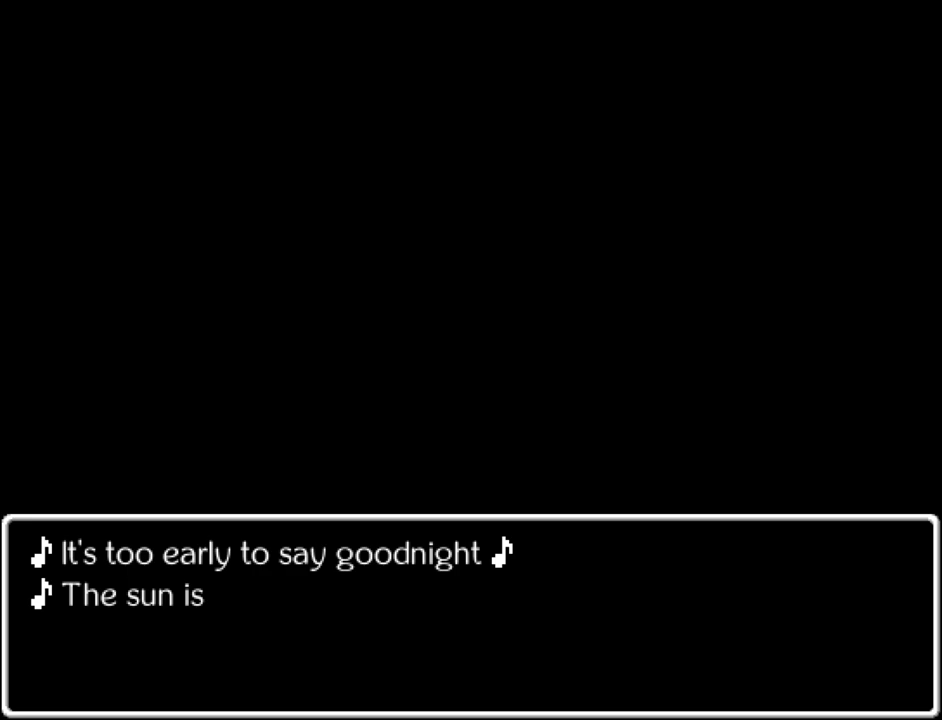 ♪ It's too early to say goodnight ♪
♪ The sun is